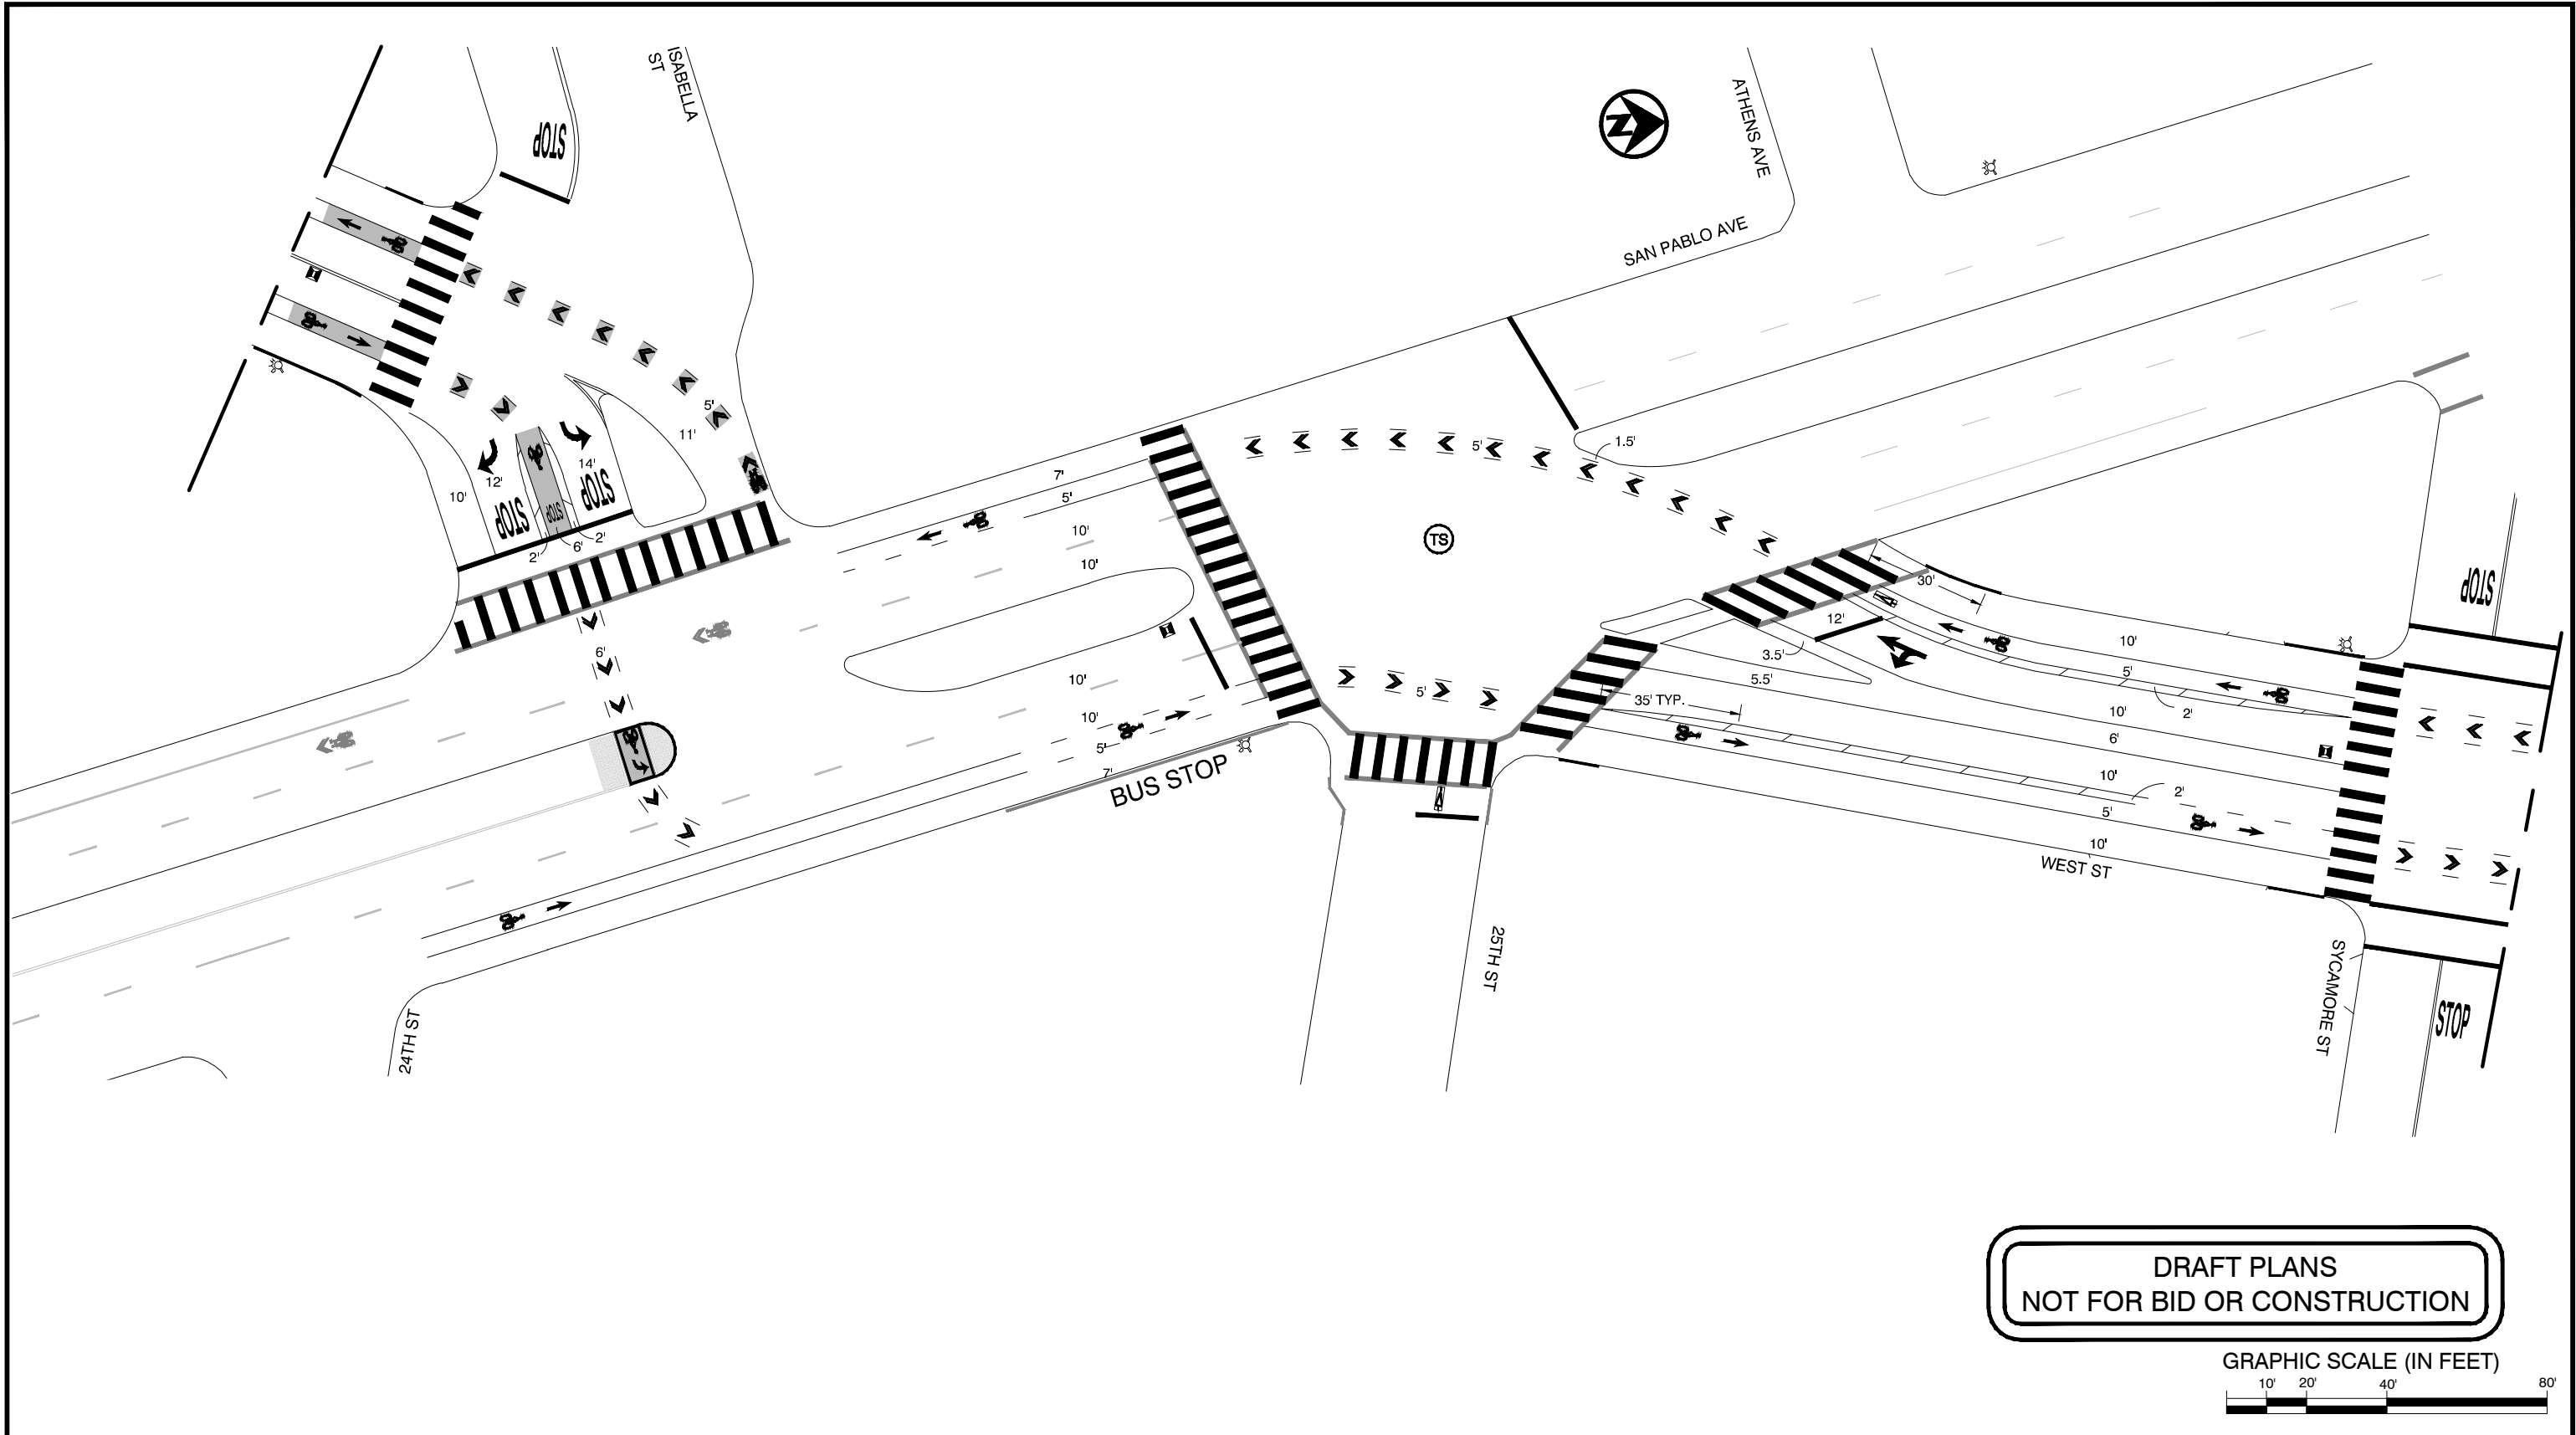 ISABELLA
ST
STOP
N
ATHENS AVE
SAN PABLO AVE
5'
11'
14'
12'
10'
STOP
STOP
STOP
2'
6'
2'
7'
5'
10'
10'
5'
1.5'
TS
30'
12'
3.5'
10'
5'
2'
STOP
6'
10'
10'
5'
7'
BUS STOP
5'
5.5'
35' TYP.
10'
6'
10'
2'
5'
10'
WEST ST
24TH ST
25TH ST
SYCAMORE ST
STOP
DRAFT PLANS
NOT FOR BID OR CONSTRUCTION
GRAPHIC SCALE (IN FEET)
10' 20' 40' 80'